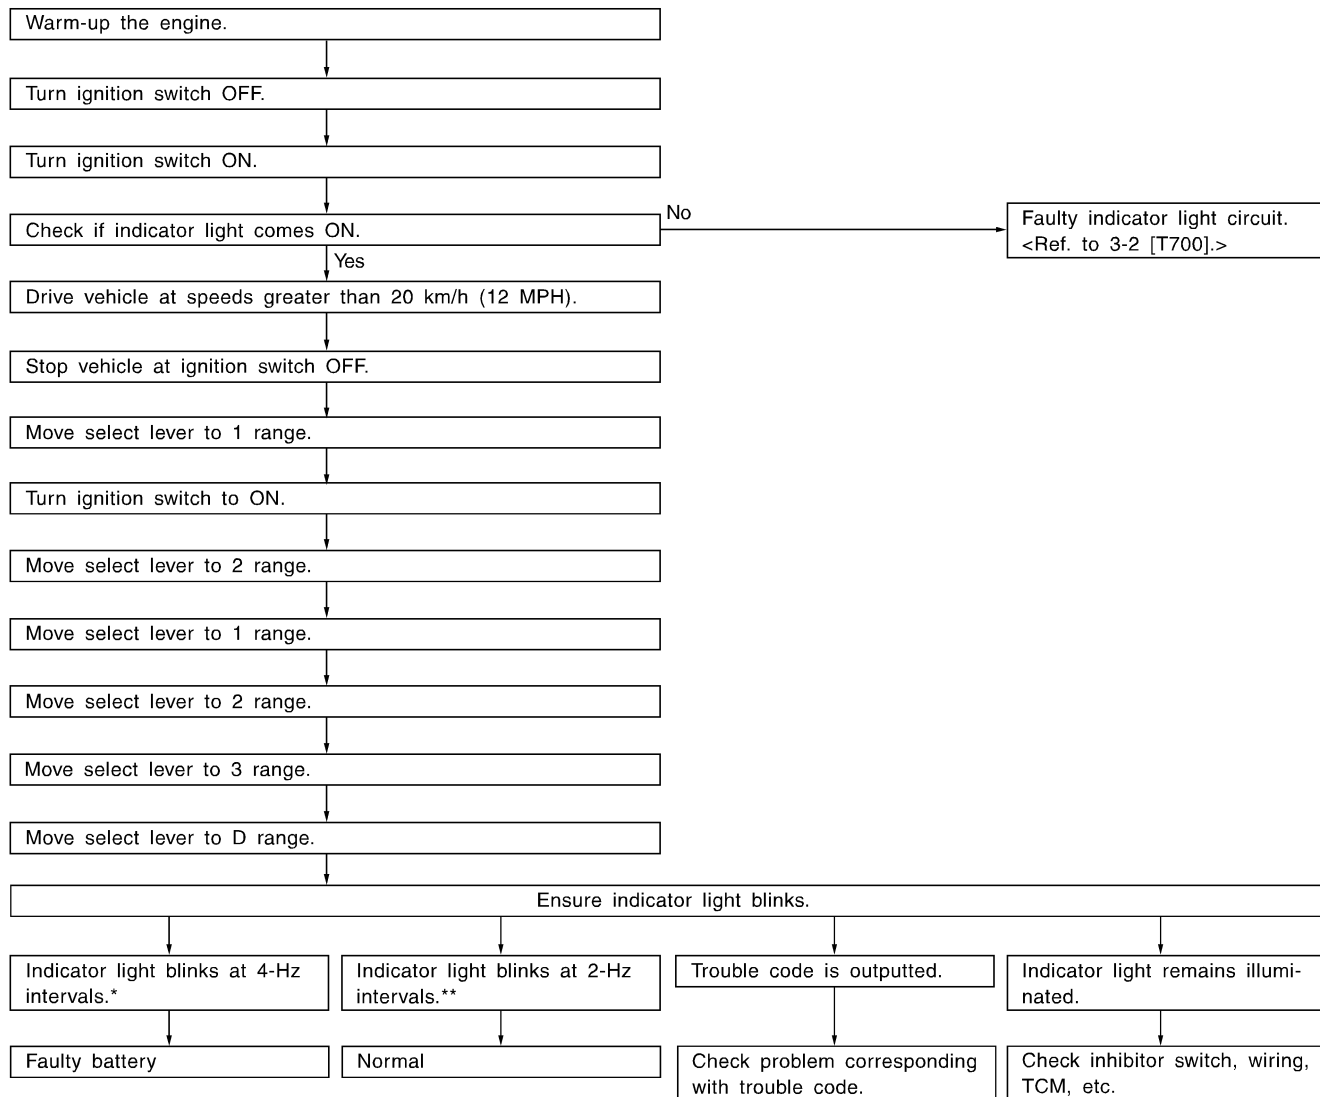 Warm-up the engine.
Turn ignition switch OFF.
Turn ignition switch ON.
Check if indicator light comes ON.
No
Faulty indicator light circuit.
<Ref. to 3-2 [T700].>
Yes
Drive vehicle at speeds greater than 20 km/h (12 MPH).
Stop vehicle at ignition switch OFF.
Move select lever to 1 range.
Turn ignition switch to ON.
Move select lever to 2 range.
Move select lever to 1 range.
Move select lever to 2 range.
Move select lever to 3 range.
Move select lever to D range.
Ensure indicator light blinks.
Indicator light blinks at 4-Hz
intervals.*
Indicator light blinks at 2-Hz
intervals.**
Trouble code is outputted.
Indicator light remains illumi-
nated.
Faulty battery
Normal
Check problem corresponding
with trouble code.
Check inhibitor switch, wiring,
TCM, etc.